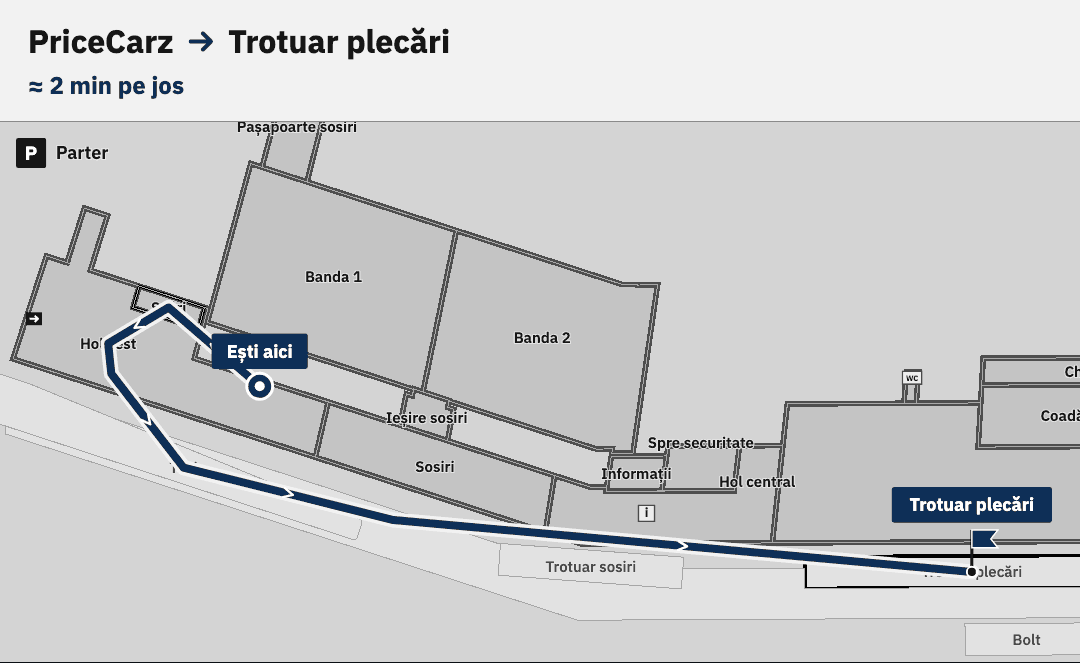 PriceCarz → Trotuar plecări
≈ 2 min pe jos
P Parter
Pașapoarte sosiri
Banda 1
Banda 2
Ești aici
Ieșire sosiri
Sosiri
Spre securitate
Informații
Hol central
i
wc
Trotuar plecări
plecări
Trotuar sosiri
Bolt